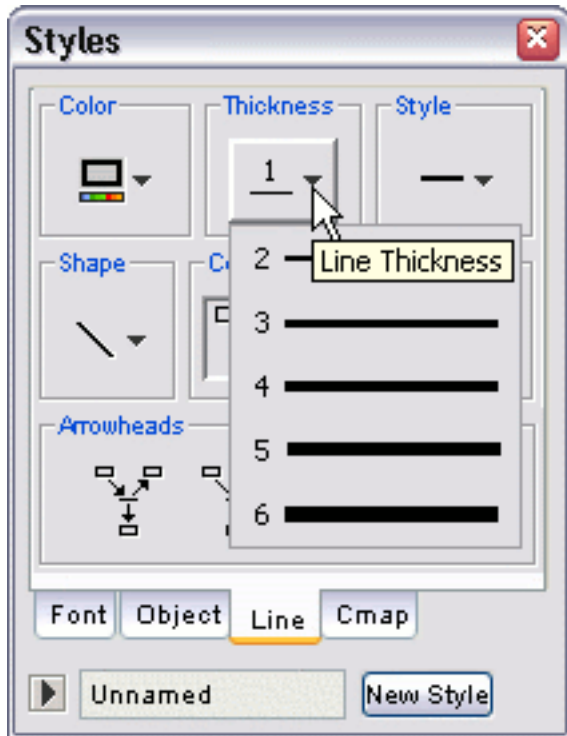 Styles
Color
Thickness
Style
1
Shape
2
Line Thickness
3
4
Arrowheads
5
6
Font
Object
Line
Cmap
Unnamed
New Style